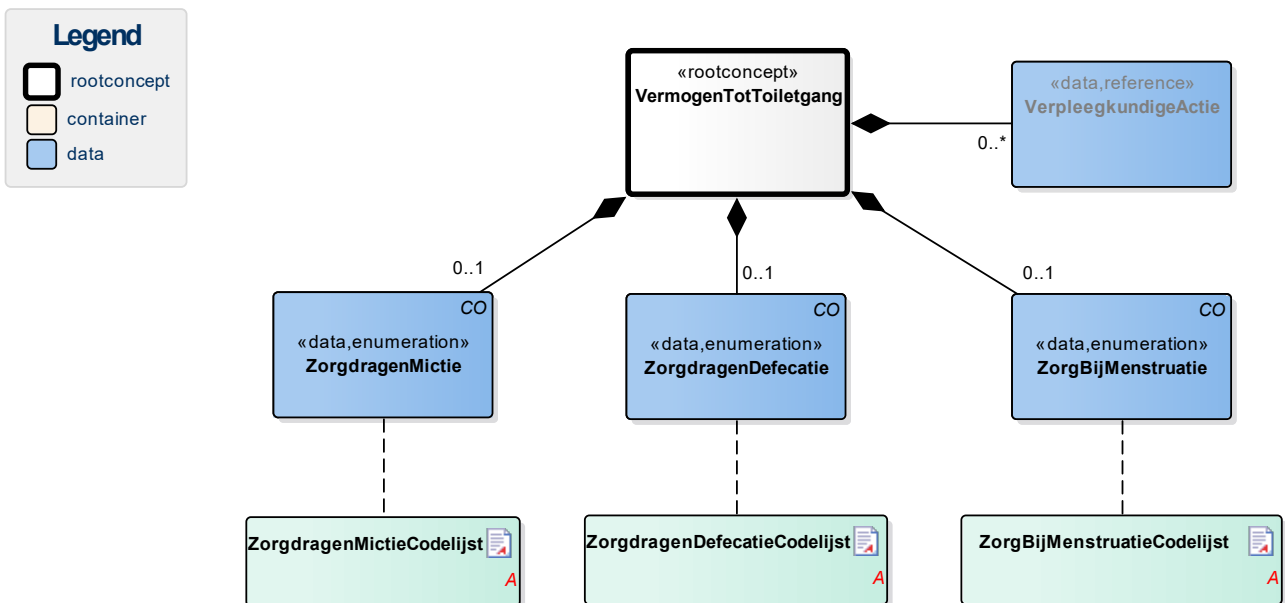 Legend
rootconcept
container
data
«rootconcept»
VermogenTotToiletgang
«data,reference»
VerpleegkundigeActie
0..*
0..1
0..1
0..1
CO
«data,enumeration»
ZorgdragenMictie
CO
«data,enumeration»
ZorgdragenDefecatie
CO
«data,enumeration»
ZorgBijMenstruatie
ZorgdragenMictieCodelijst
A
ZorgdragenDefecatieCodelijst
A
ZorgBijMenstruatieCodelijst
A